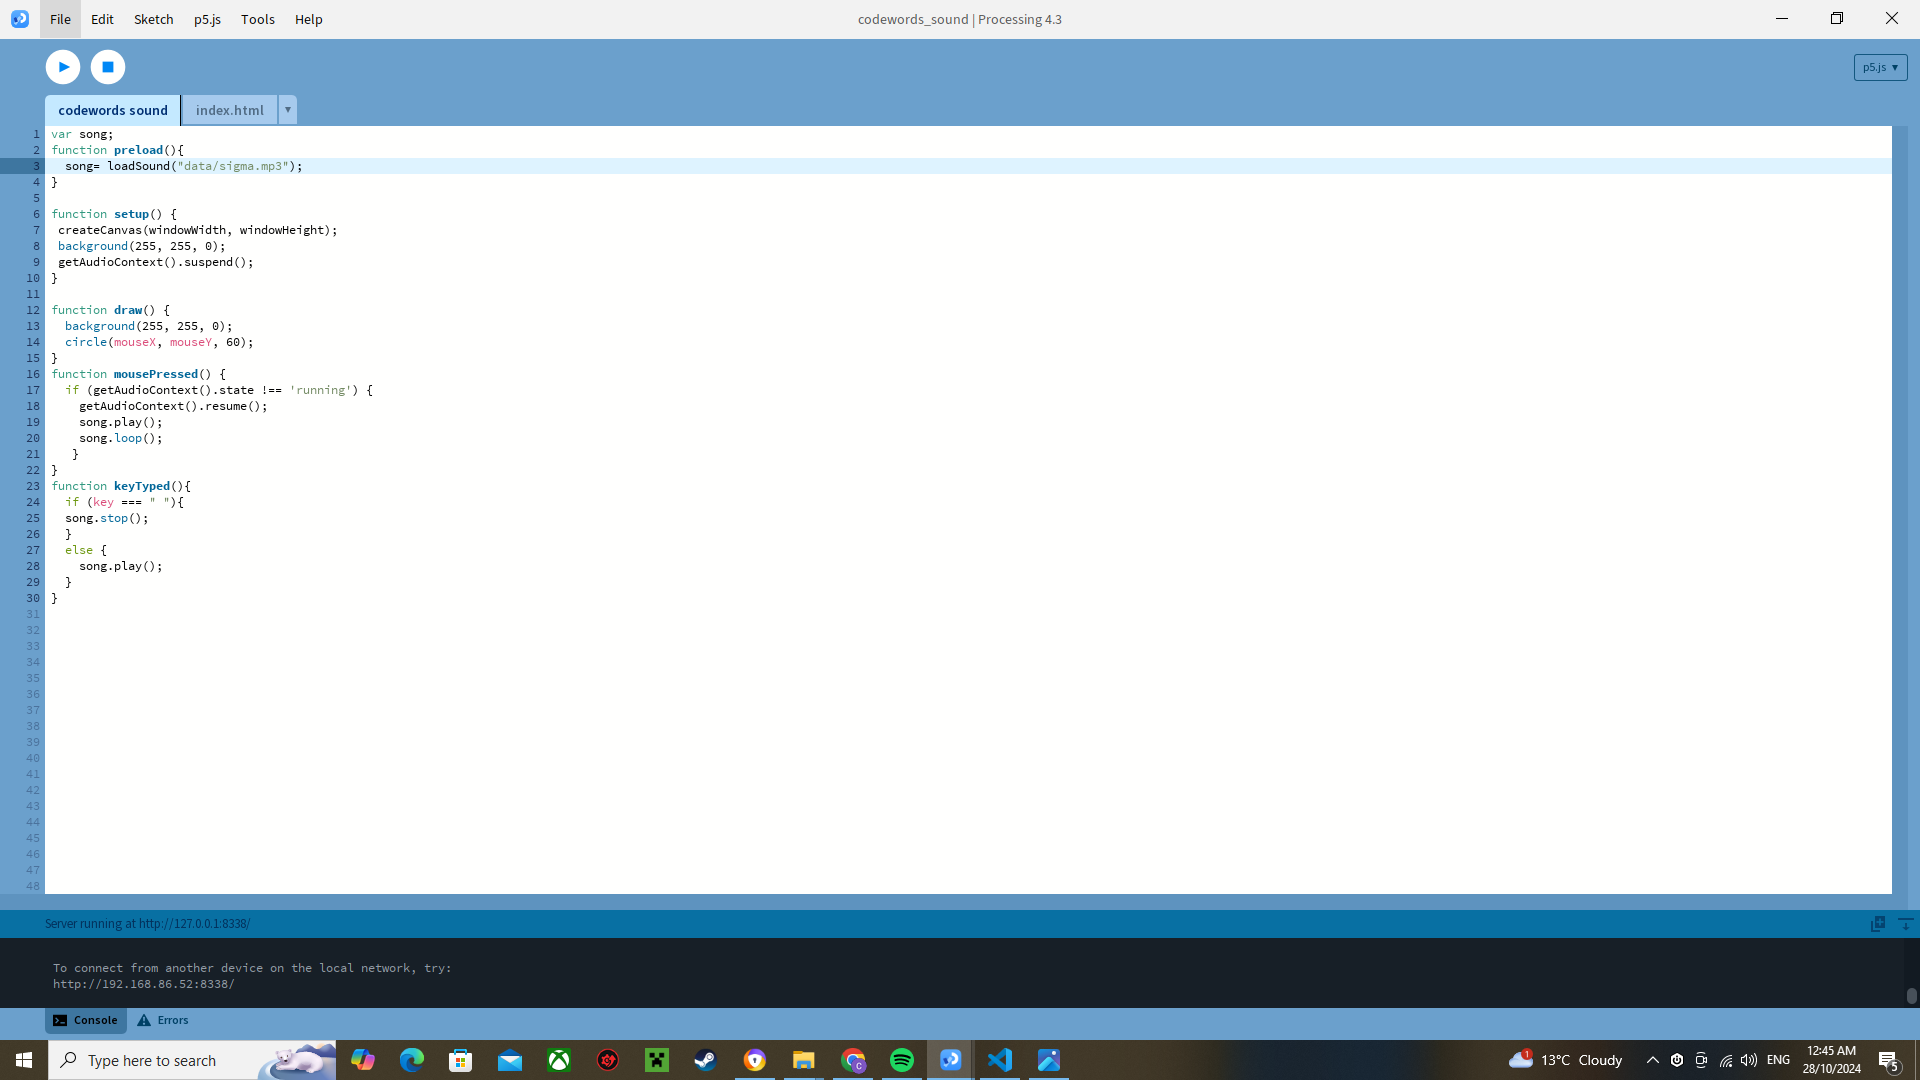 File Edit Sketch p5.js Tools Help
codewords_sound | Processing 4.3
p5.js ▼
codewords sound
index.html
▼
1 var song;
2 function preload(){
3 song= loadSound("data/sigma.mp3");
4 }
5
6 function setup() {
7 createCanvas(windowWidth, windowHeight);
8 background(255, 255, 0);
9 getAudioContext().suspend();
10 }
11
12 function draw() {
13 background(255, 255, 0);
14 circle(mouseX, mouseY, 60);
15 }
16 function mousePressed() {
17 if (getAudioContext().state !== 'running') {
18 getAudioContext().resume();
19 song.play();
20 song.loop();
21 }
22 }
23 function keyTyped(){
24 if (key === " "){
25 song.stop();
26 }
27 else {
28 song.play();
29 }
30 }
31
32
33
34
35
36
37
38
39
40
41
42
43
44
45
46
47
48
Server running at http://127.0.0.1:8338/
To connect from another device on the local network, try:
http://192.168.86.52:8338/
Console
Errors
Type here to search
1
13°C Cloudy
ENG
12:45 AM
28/10/2024
5